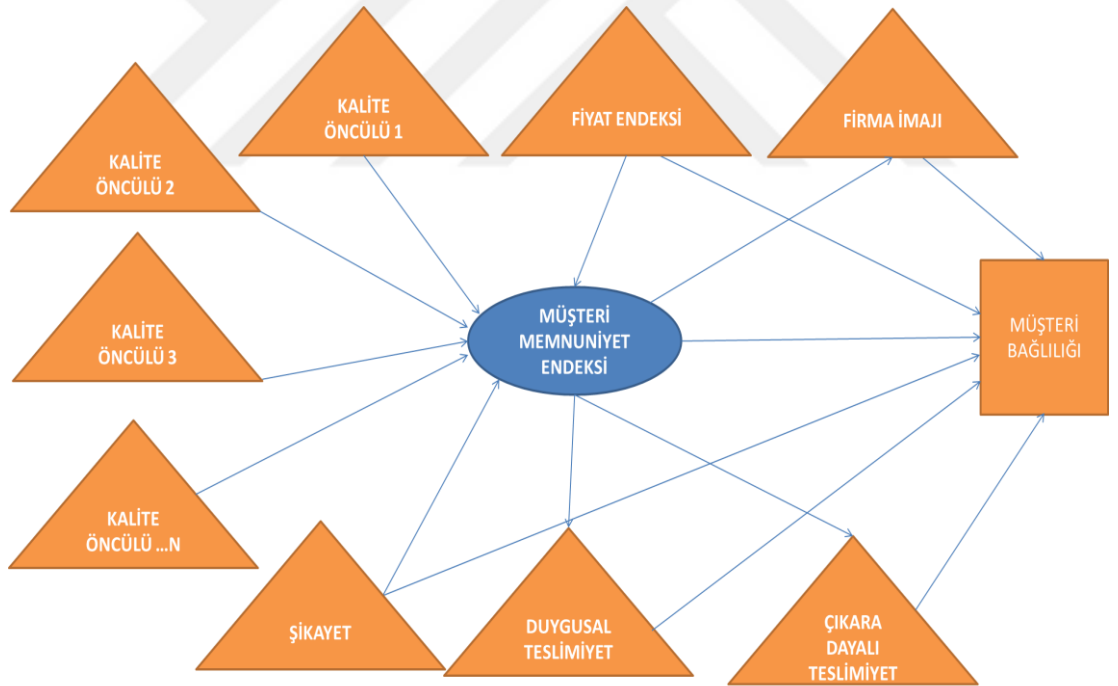 KALİTE
ÖNCÜLÜ 1
FİYAT ENDEKSİ
FİRMA İMAJI
KALİTE
ÖNCÜLÜ 2
KALİTE
ÖNCÜLÜ 3
MÜŞTERİ
MEMNUNİYET
ENDEKSİ
MÜŞTERİ
BAĞLILIĞI
KALİTE
ÖNCÜLÜ ...N
ŞİKAYET
DUYGUSAL
TESLİMİYET
ÇIKARA
DAYALI
TESLİMİYET